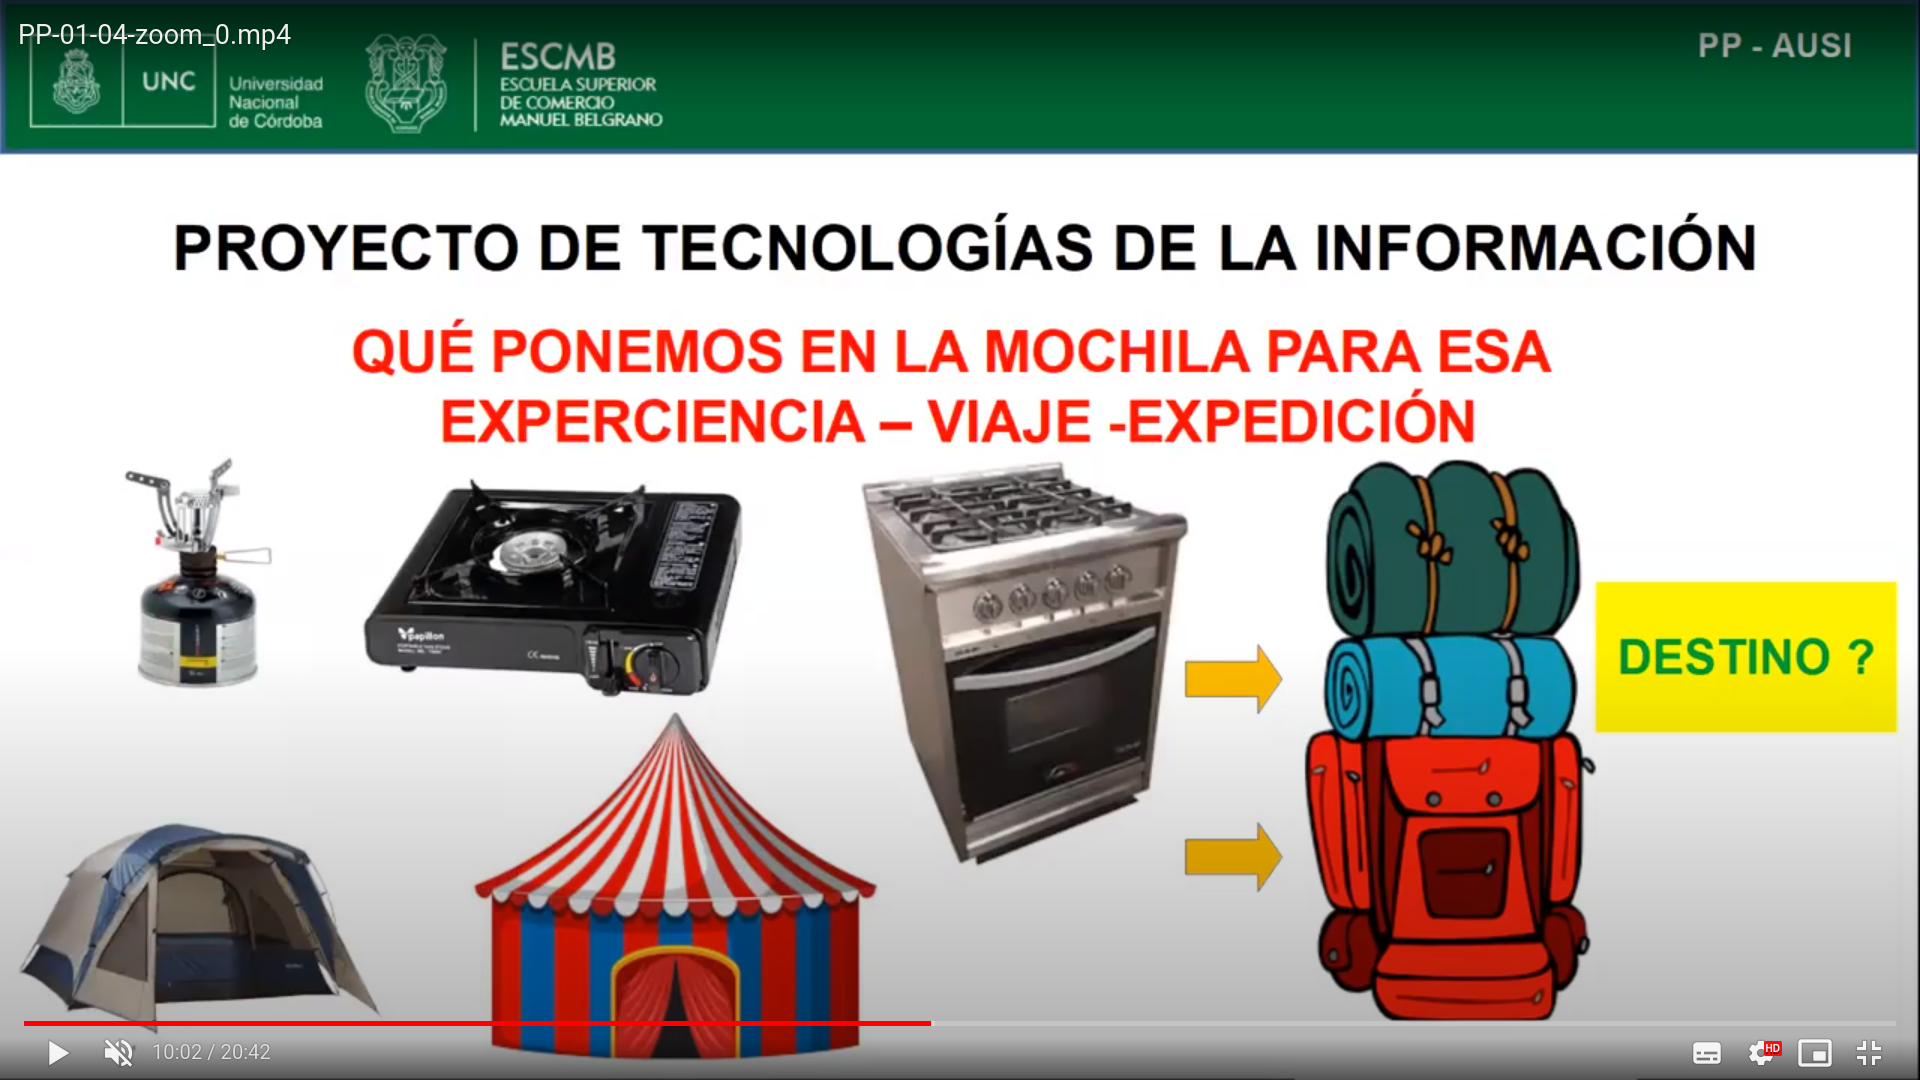 PP-01-04-zoom_0.mp4
UNC
Universidad
Nacional
de Córdoba
ESCMB
ESCUELA SUPERIOR
DE COMERCIO
MANUEL BELGRANO
PP - AUSI
PROYECTO DE TECNOLOGÍAS DE LA INFORMACIÓN
QUÉ PONEMOS EN LA MOCHILA PARA ESA
EXPERCIENCIA – VIAJE -EXPEDICIÓN
papillon
DESTINO ?
10:02 / 20:42
HD